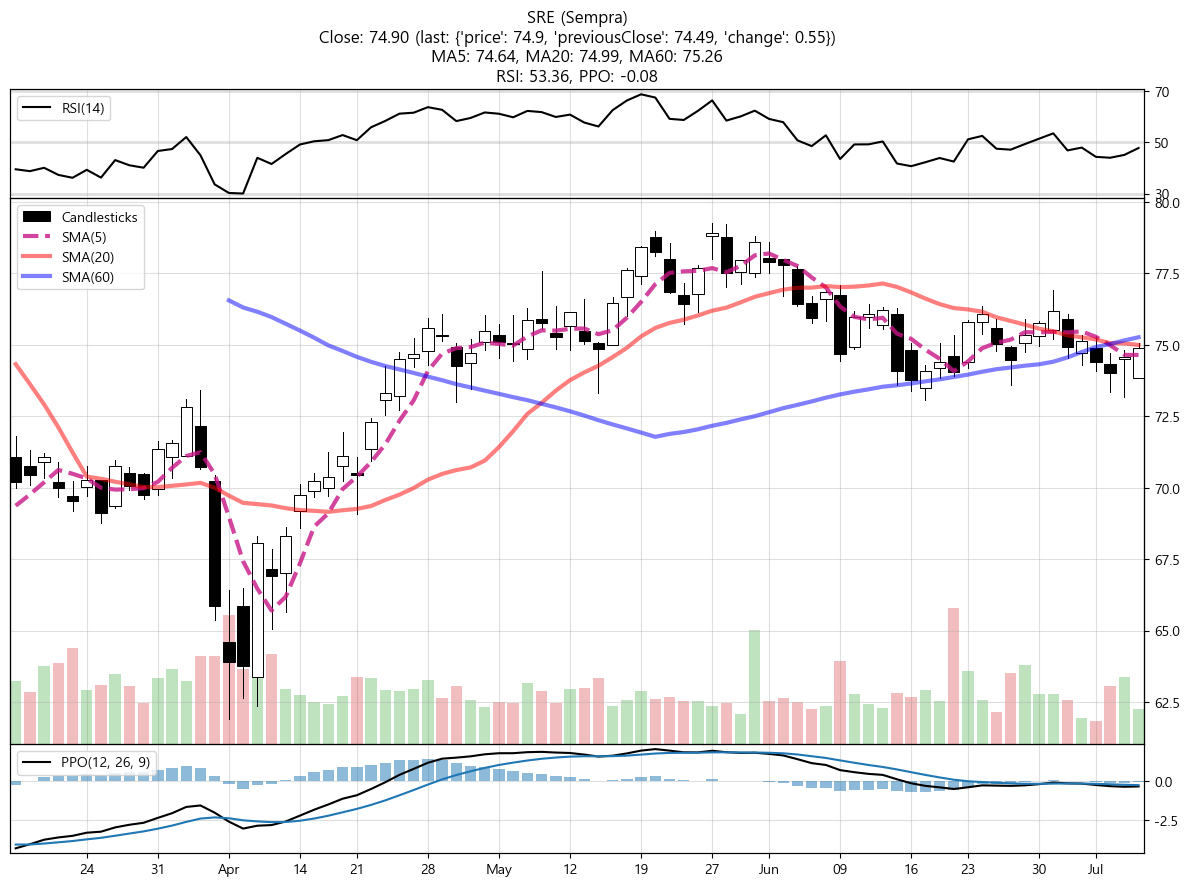 SRE (Sempra)
Close: 74.90 (last: {'price': 74.9, 'previousClose': 74.49, 'change': 0.55})
MA5: 74.64, MA20: 74.99, MA60: 75.26
RSI: 53.36, PPO: -0.08
RSI(14)
70
50
30
Candlesticks
SMA(5)
SMA(20)
SMA(60)
80.0
77.5
75.0
72.5
70.0
67.5
65.0
62.5
PPO(12, 26, 9)
0.0
-2.5
24 31 Apr 14 21 28 May 12 19 27 Jun 09 16 23 30 Jul